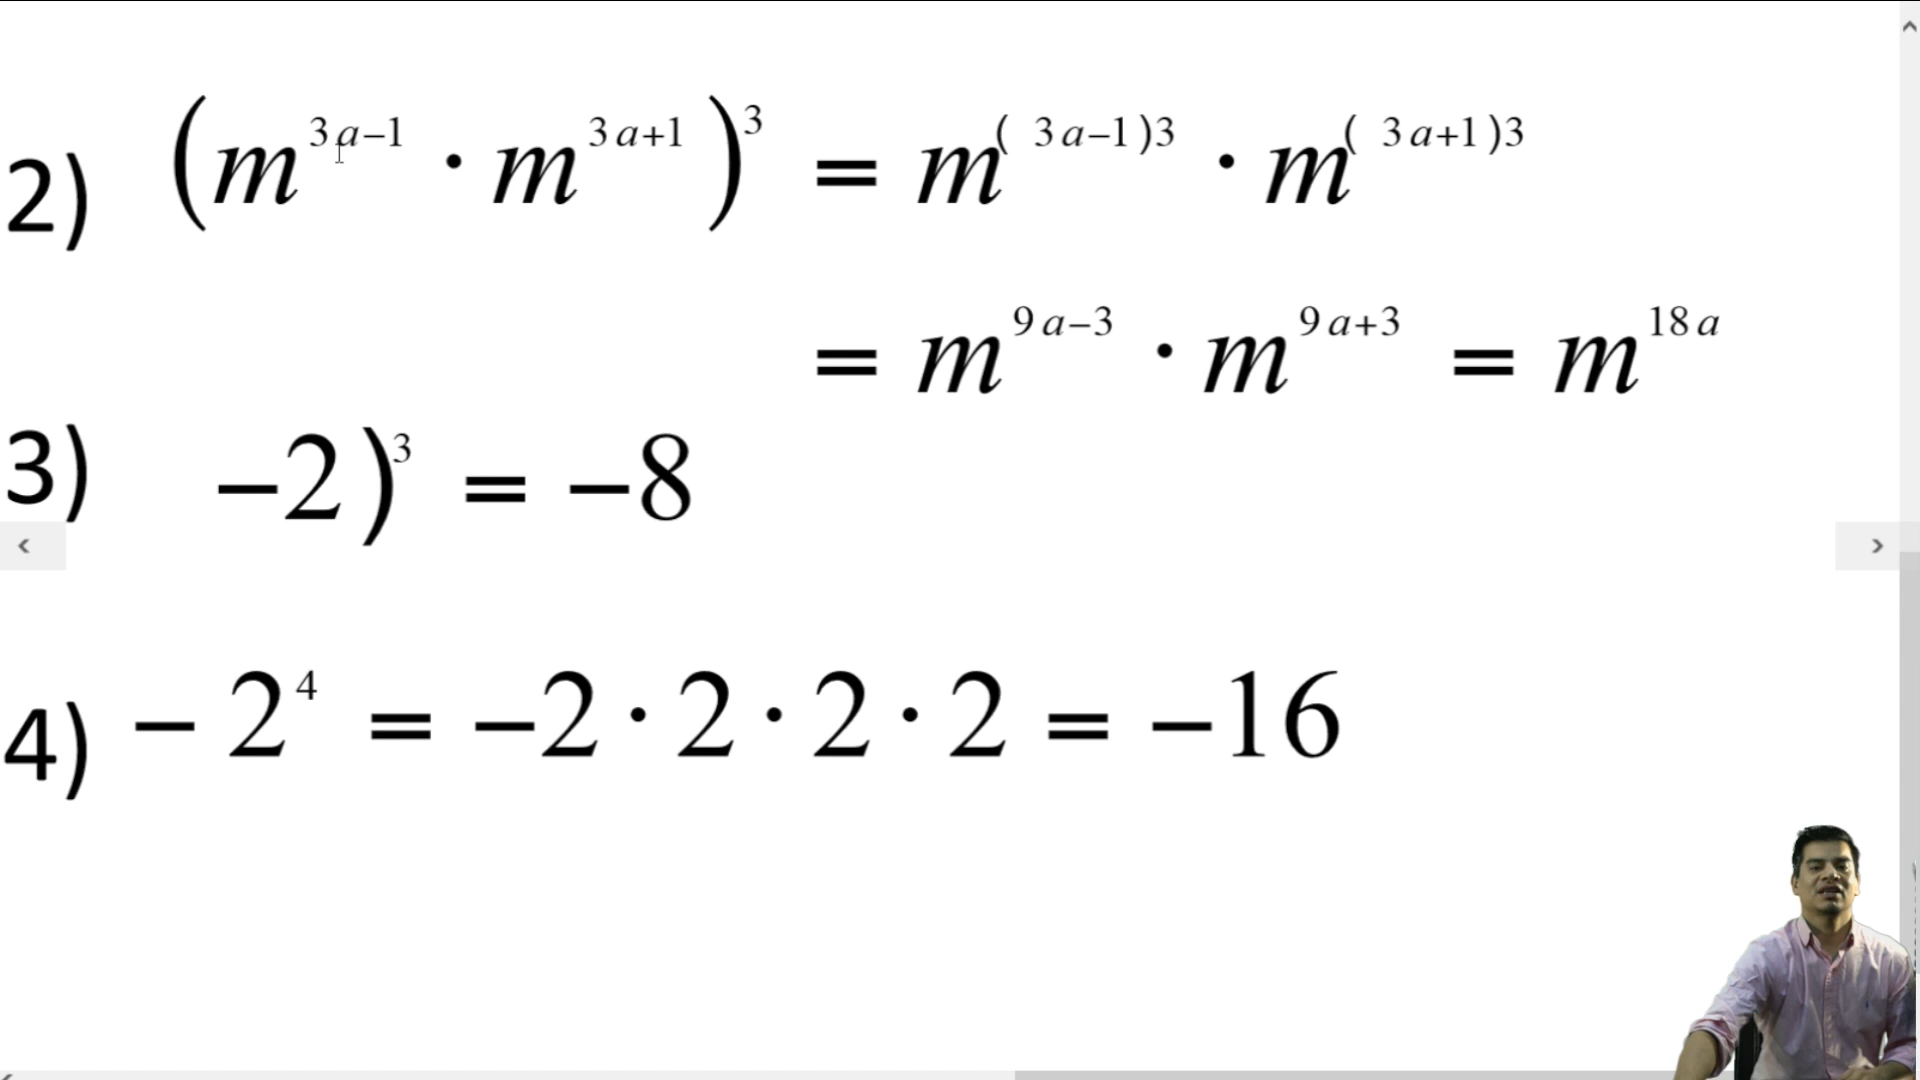 2) (m^{3a-1} · m^{3a+1})^3 = m^{( 3a-1)3} · m^{( 3a+1)3}
= m^{9a-3} · m^{9a+3} = m^{18a}
3) -2)^3 = -8
4) - 2^4 = -2 · 2 · 2 · 2 = -16